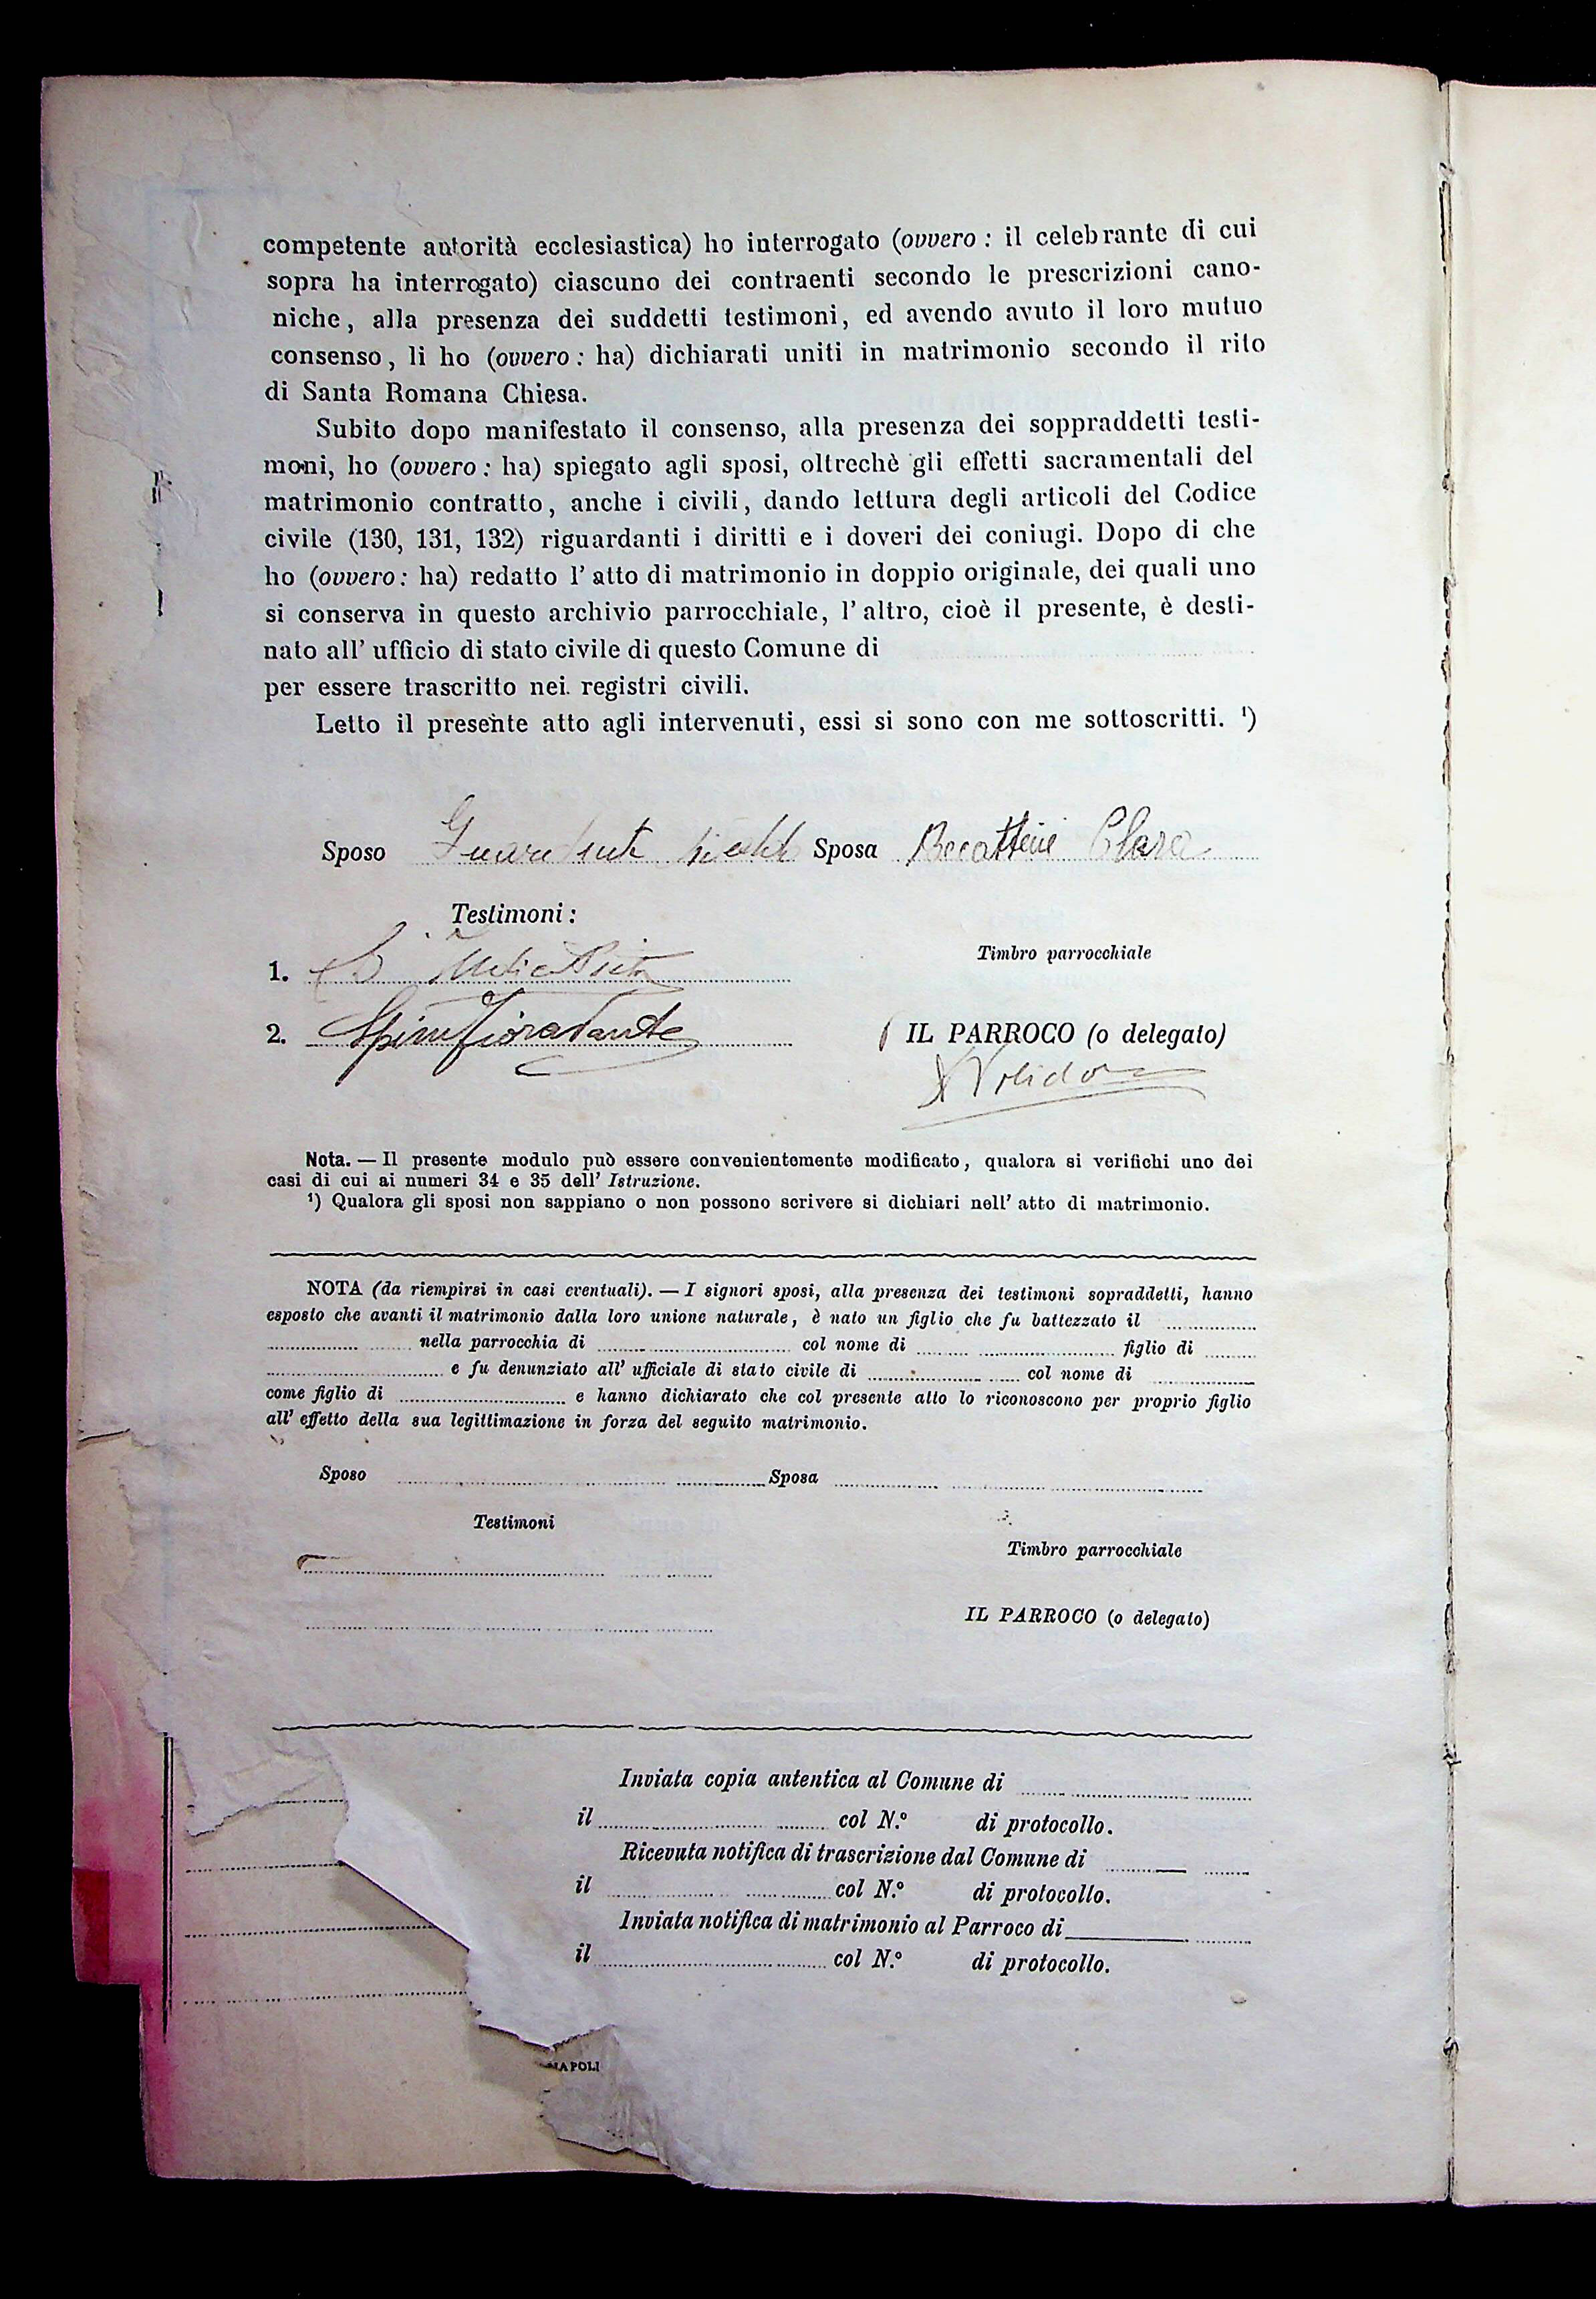 competente autorità ecclesiastica) ho interrogato (ovvero : il celebrante di cui
sopra ha interrogato) ciascuno dei contraenti secondo le prescrizioni cano-
niche, alla presenza dei suddetti testimoni, ed avendo avuto il loro mutuo
consenso, li ho (ovvero : ha) dichiarati uniti in matrimonio secondo il rito
di Santa Romana Chiesa.
Subito dopo manifestato il consenso, alla presenza dei soppraddetti testi-
moni, ho (ovvero : ha) spiegato agli sposi, oltrechè gli effetti sacramentali del
matrimonio contratto, anche i civili, dando lettura degli articoli del Codice
civile (130, 131, 132) riguardanti i diritti e i doveri dei coniugi. Dopo di che
ho (ovvero : ha) redatto l' atto di matrimonio in doppio originale, dei quali uno
si conserva in questo archivio parrocchiale, l' altro, cioè il presente, è desti-
nato all' ufficio di stato civile di questo Comune di
per essere trascritto nei registri civili.
Letto il presente atto agli intervenuti, essi si sono con me sottoscritti. ¹)
Sposo Sposa Becattini Clara
Testimoni :
Timbro parrocchiale
1.
2. Fioravante
IL PARROCO (o delegato)
Nota. — Il presente modulo può essere convenientemente modificato, qualora si verifichi uno dei
casi di cui ai numeri 34 e 35 dell' Istruzione.
¹) Qualora gli sposi non sappiano o non possono scrivere si dichiari nell' atto di matrimonio.
NOTA (da riempirsi in casi eventuali). — I signori sposi, alla presenza dei testimoni sopraddetti, hanno
esposto che avanti il matrimonio dalla loro unione naturale, è nato un figlio che fu battezzato il
nella parrocchia di col nome di figlio di
e fu denunziato all' ufficiale di stato civile di col nome di
come figlio di e hanno dichiarato che col presente atto lo riconoscono per proprio figlio
all' effetto della sua legittimazione in forza del seguito matrimonio.
Sposo Sposa
Testimoni
Timbro parrocchiale
IL PARROCO (o delegato)
Inviata copia autentica al Comune di
il col N.º di protocollo.
Ricevuta notifica di trascrizione dal Comune di
il col N.º di protocollo.
Inviata notifica di matrimonio al Parroco di
il col N.º di protocollo.
NAPOLI